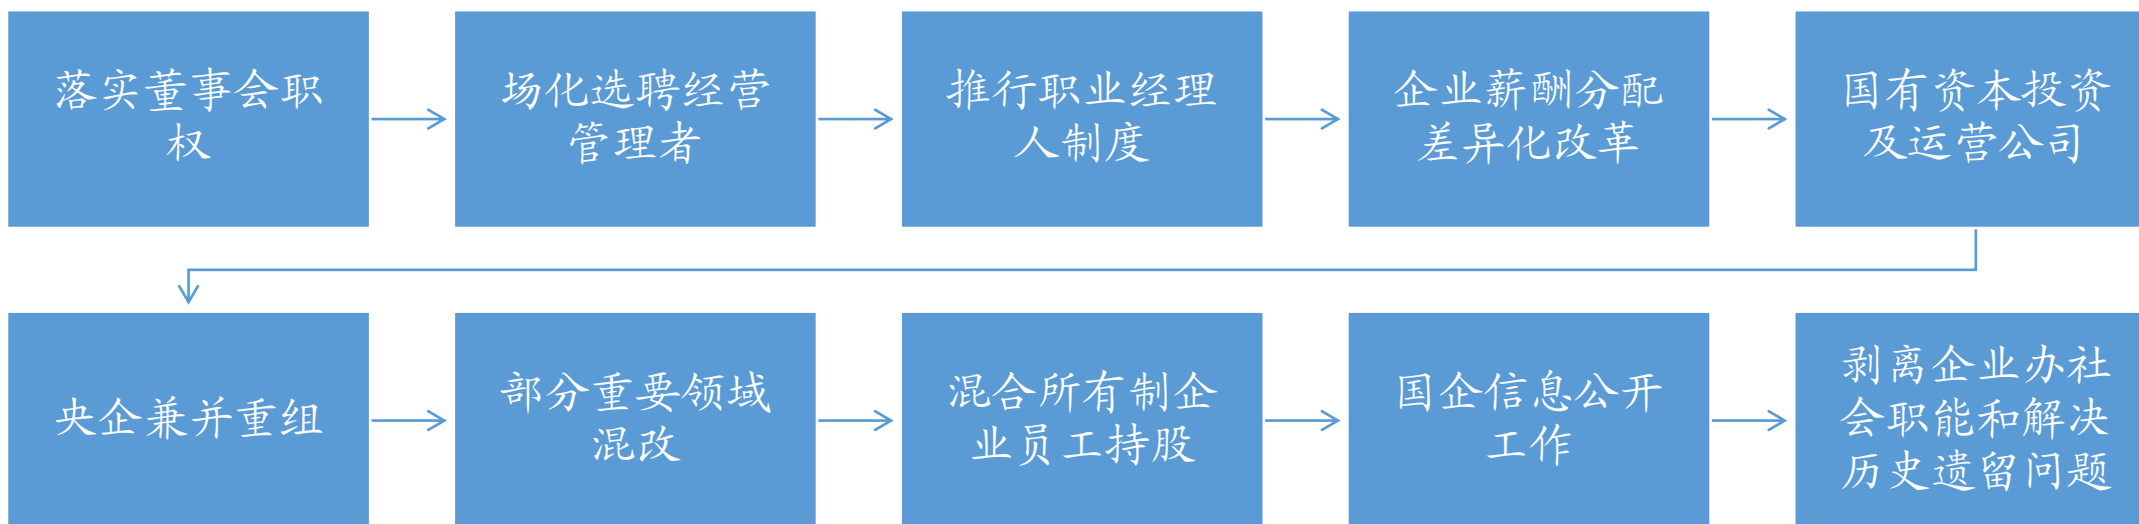 落实董事会职
权
场化选聘经营
管理者
推行职业经理
人制度
企业薪酬分配
差异化改革
国有资本投资
及运营公司
央企兼并重组
部分重要领域
混改
混合所有制企
业员工持股
国企信息公开
工作
剥离企业办社
会职能和解决
历史遗留问题